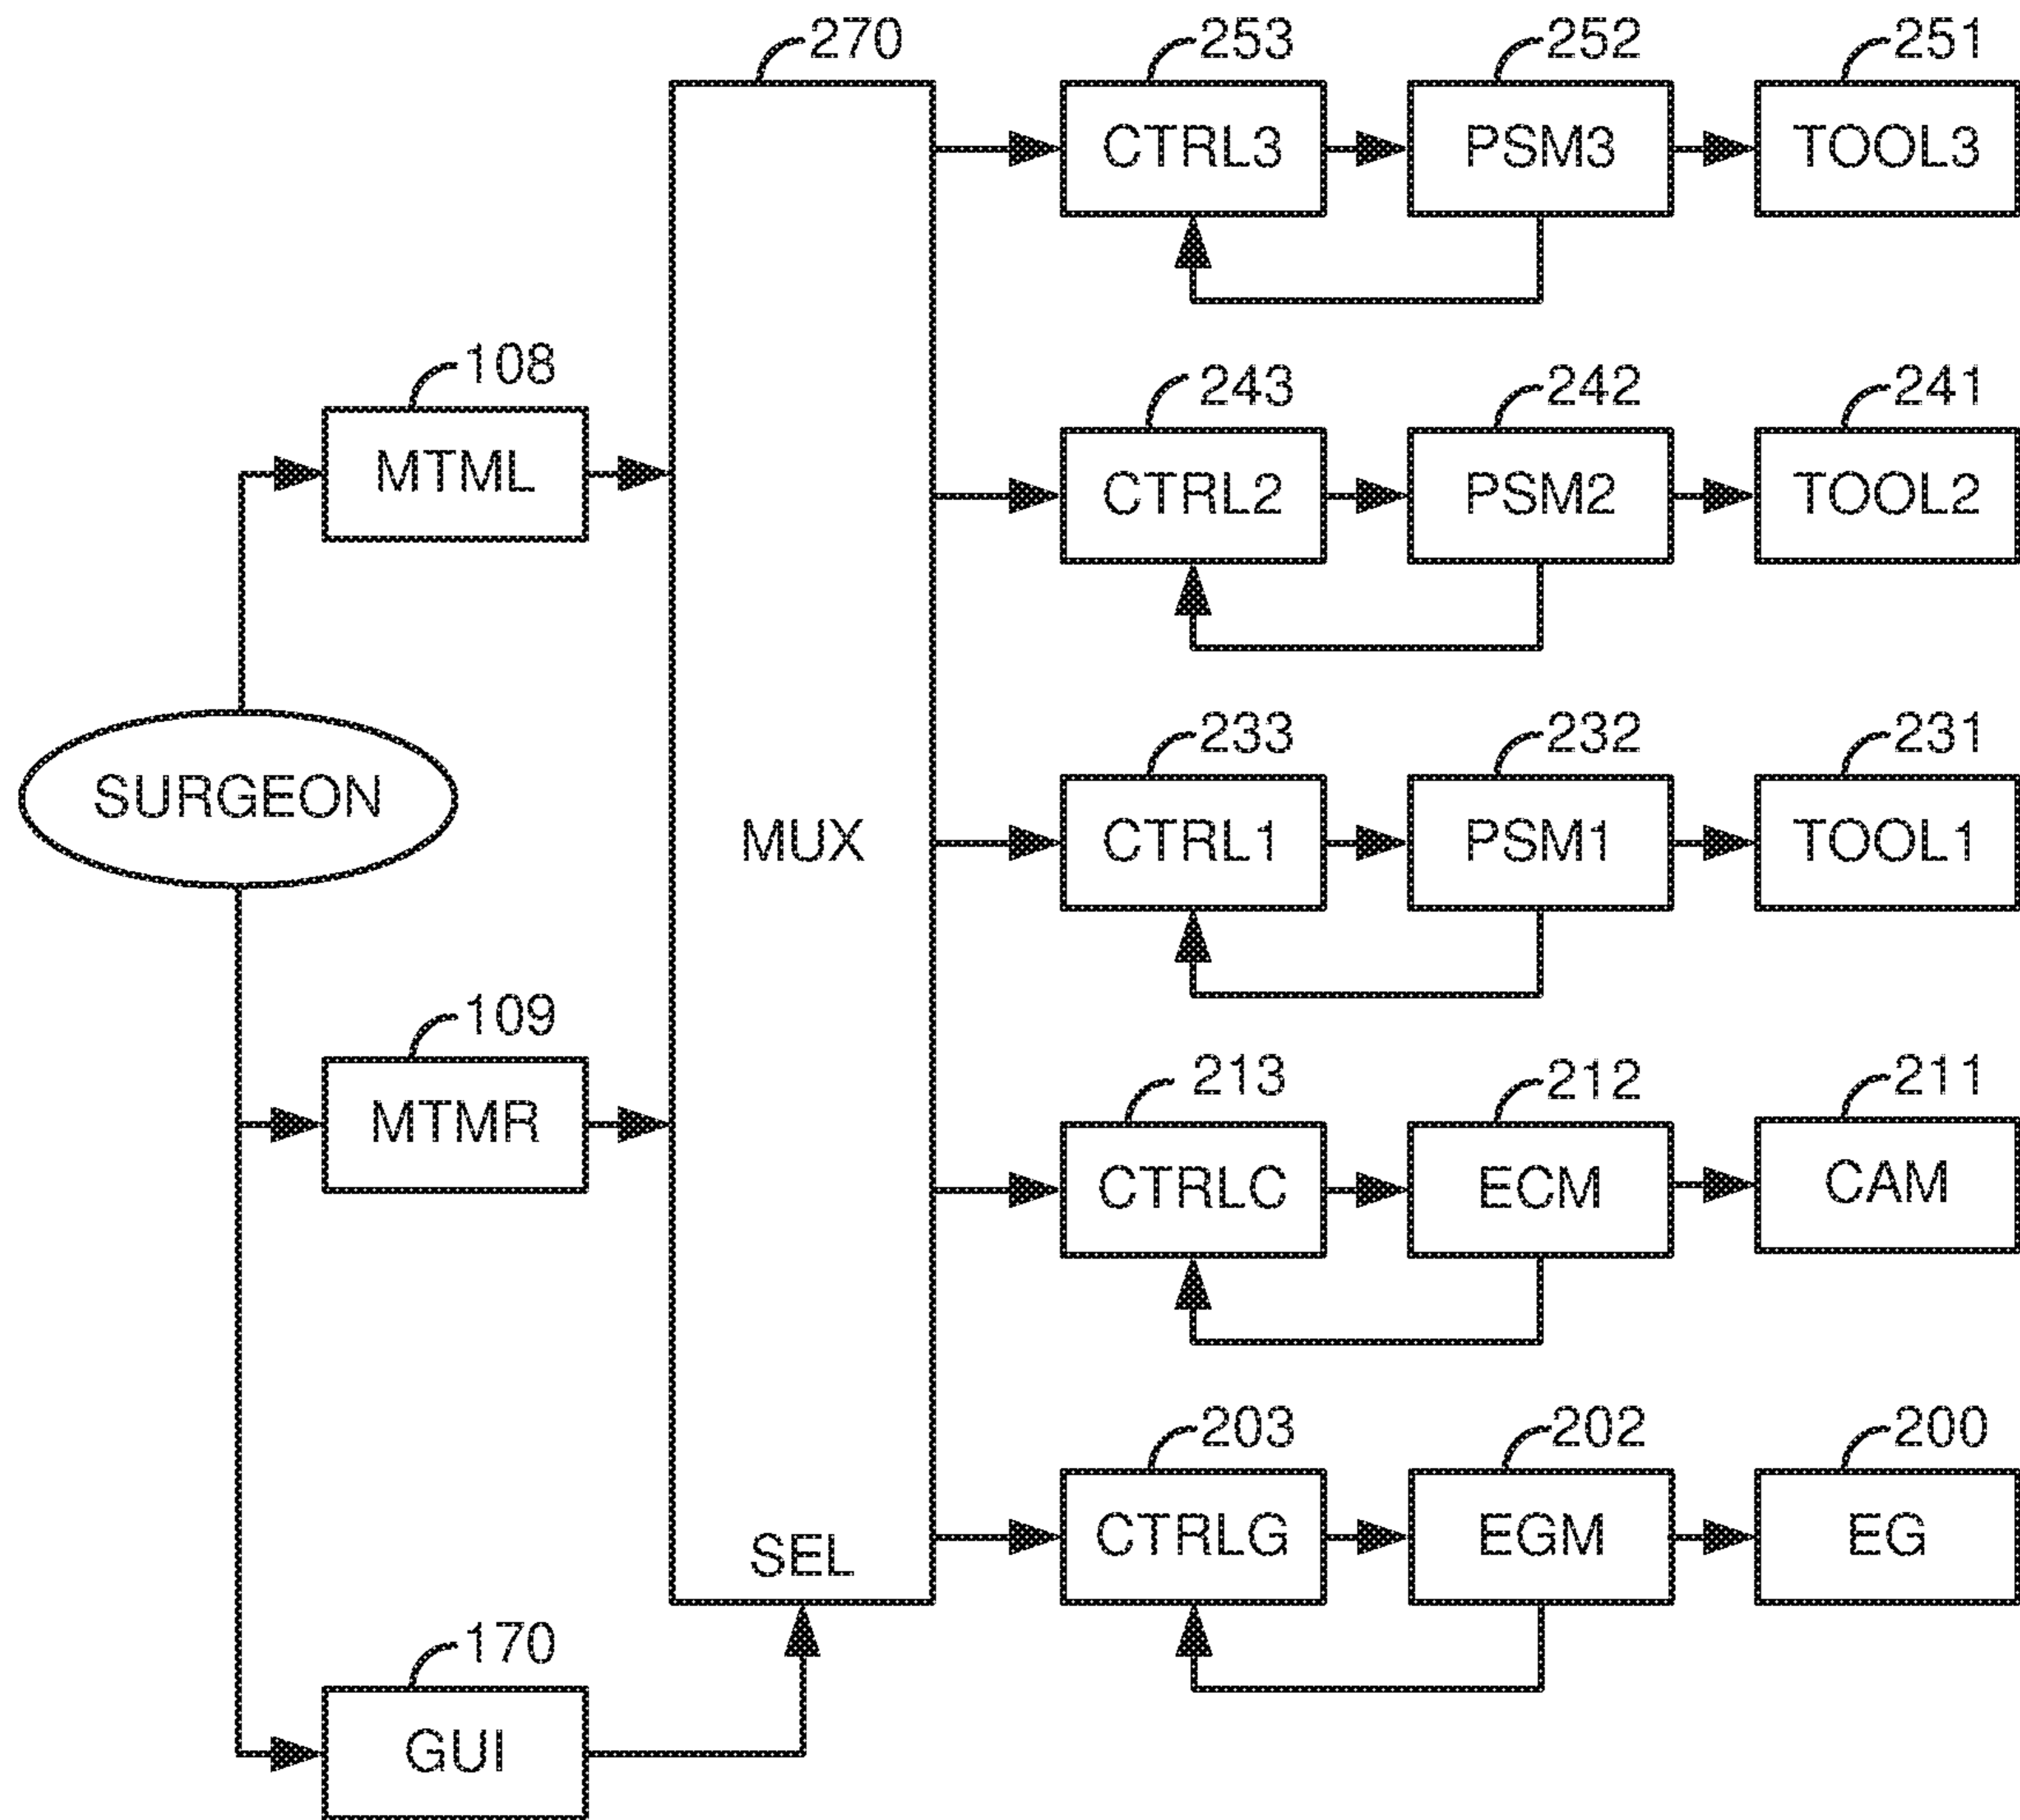 270
253
252
251
CTRL3
PSM3
TOOL3
108
243
242
241
MTML
CTRL2
PSM2
TOOL2
SURGEON
233
232
231
MUX
CTRL1
PSM1
TOOL1
109
213
212
211
MTMR
CTRLC
ECM
CAM
203
202
200
SEL
CTRLG
EGM
EG
170
GUI